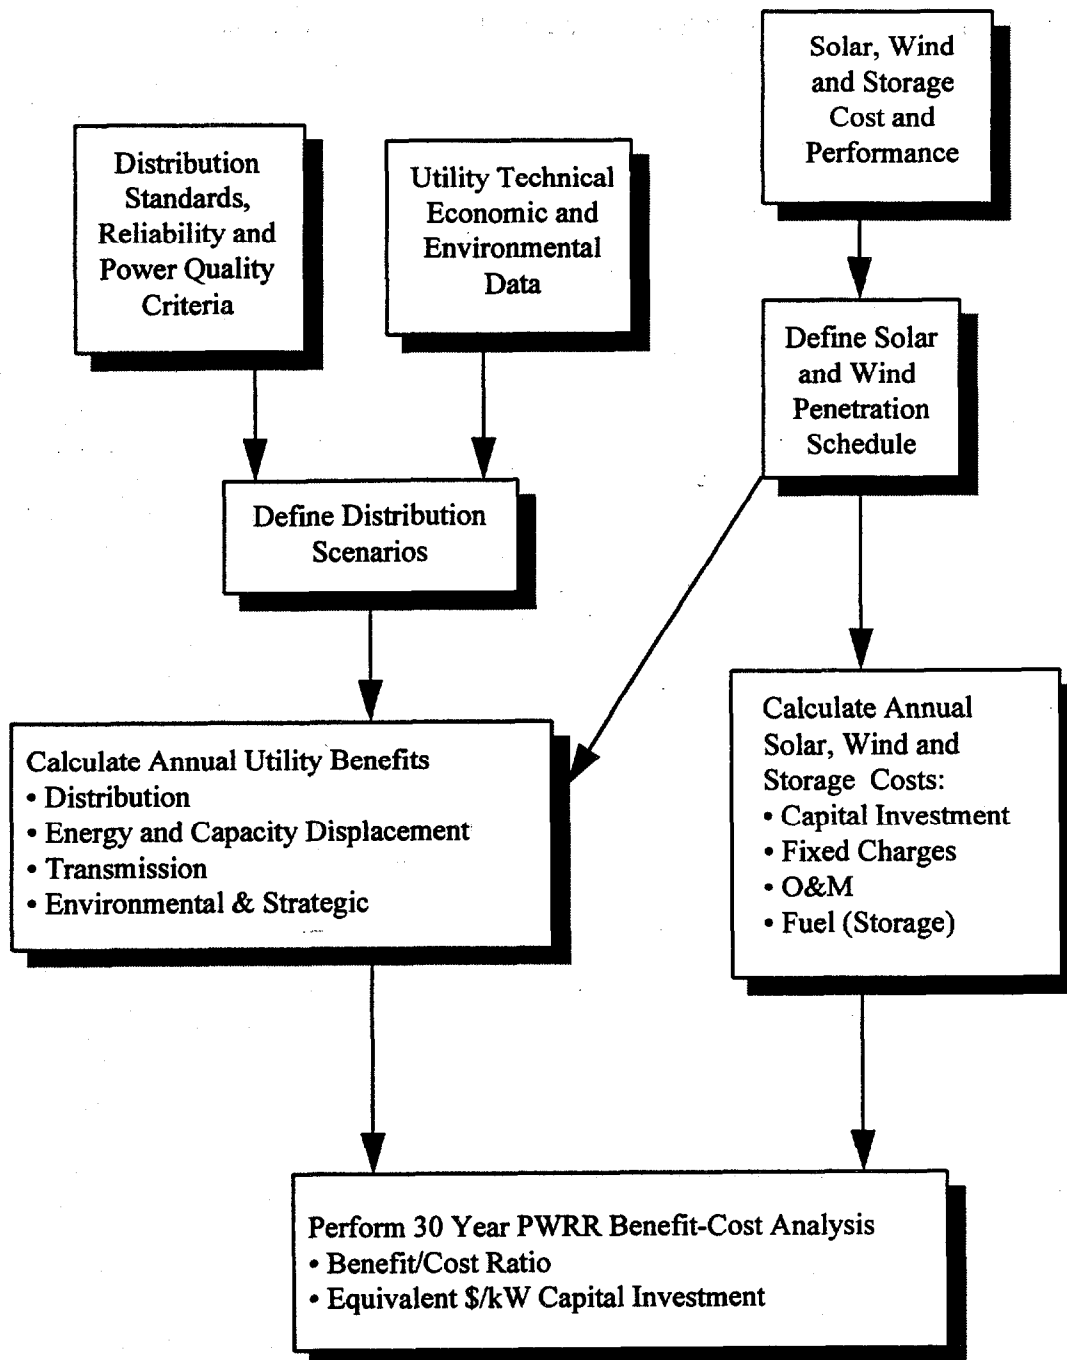 Solar, Wind
and Storage
Cost and
Performance
Distribution
Standards,
Reliability and
Power Quality
Criteria
Utility Technical
Economic and
Environmental
Data
Define Solar
and Wind
Penetration
Schedule
Define Distribution
Scenarios
Calculate Annual Utility Benefits
• Distribution
• Energy and Capacity Displacement
• Transmission
• Environmental & Strategic
Calculate Annual
Solar, Wind and
Storage Costs:
• Capital Investment
• Fixed Charges
• O&M
• Fuel (Storage)
Perform 30 Year PWRR Benefit-Cost Analysis
• Benefit/Cost Ratio
• Equivalent $/kW Capital Investment